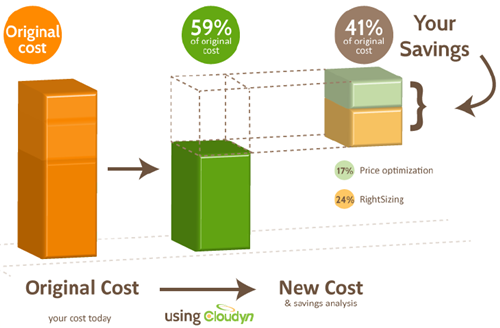 Original
cost
59%
of original
cost
41%
of original
cost
Your
Savings
17% Price optimization
24% RightSizing
Original Cost
your cost today
using Cloudyn
New Cost
& savings analysis